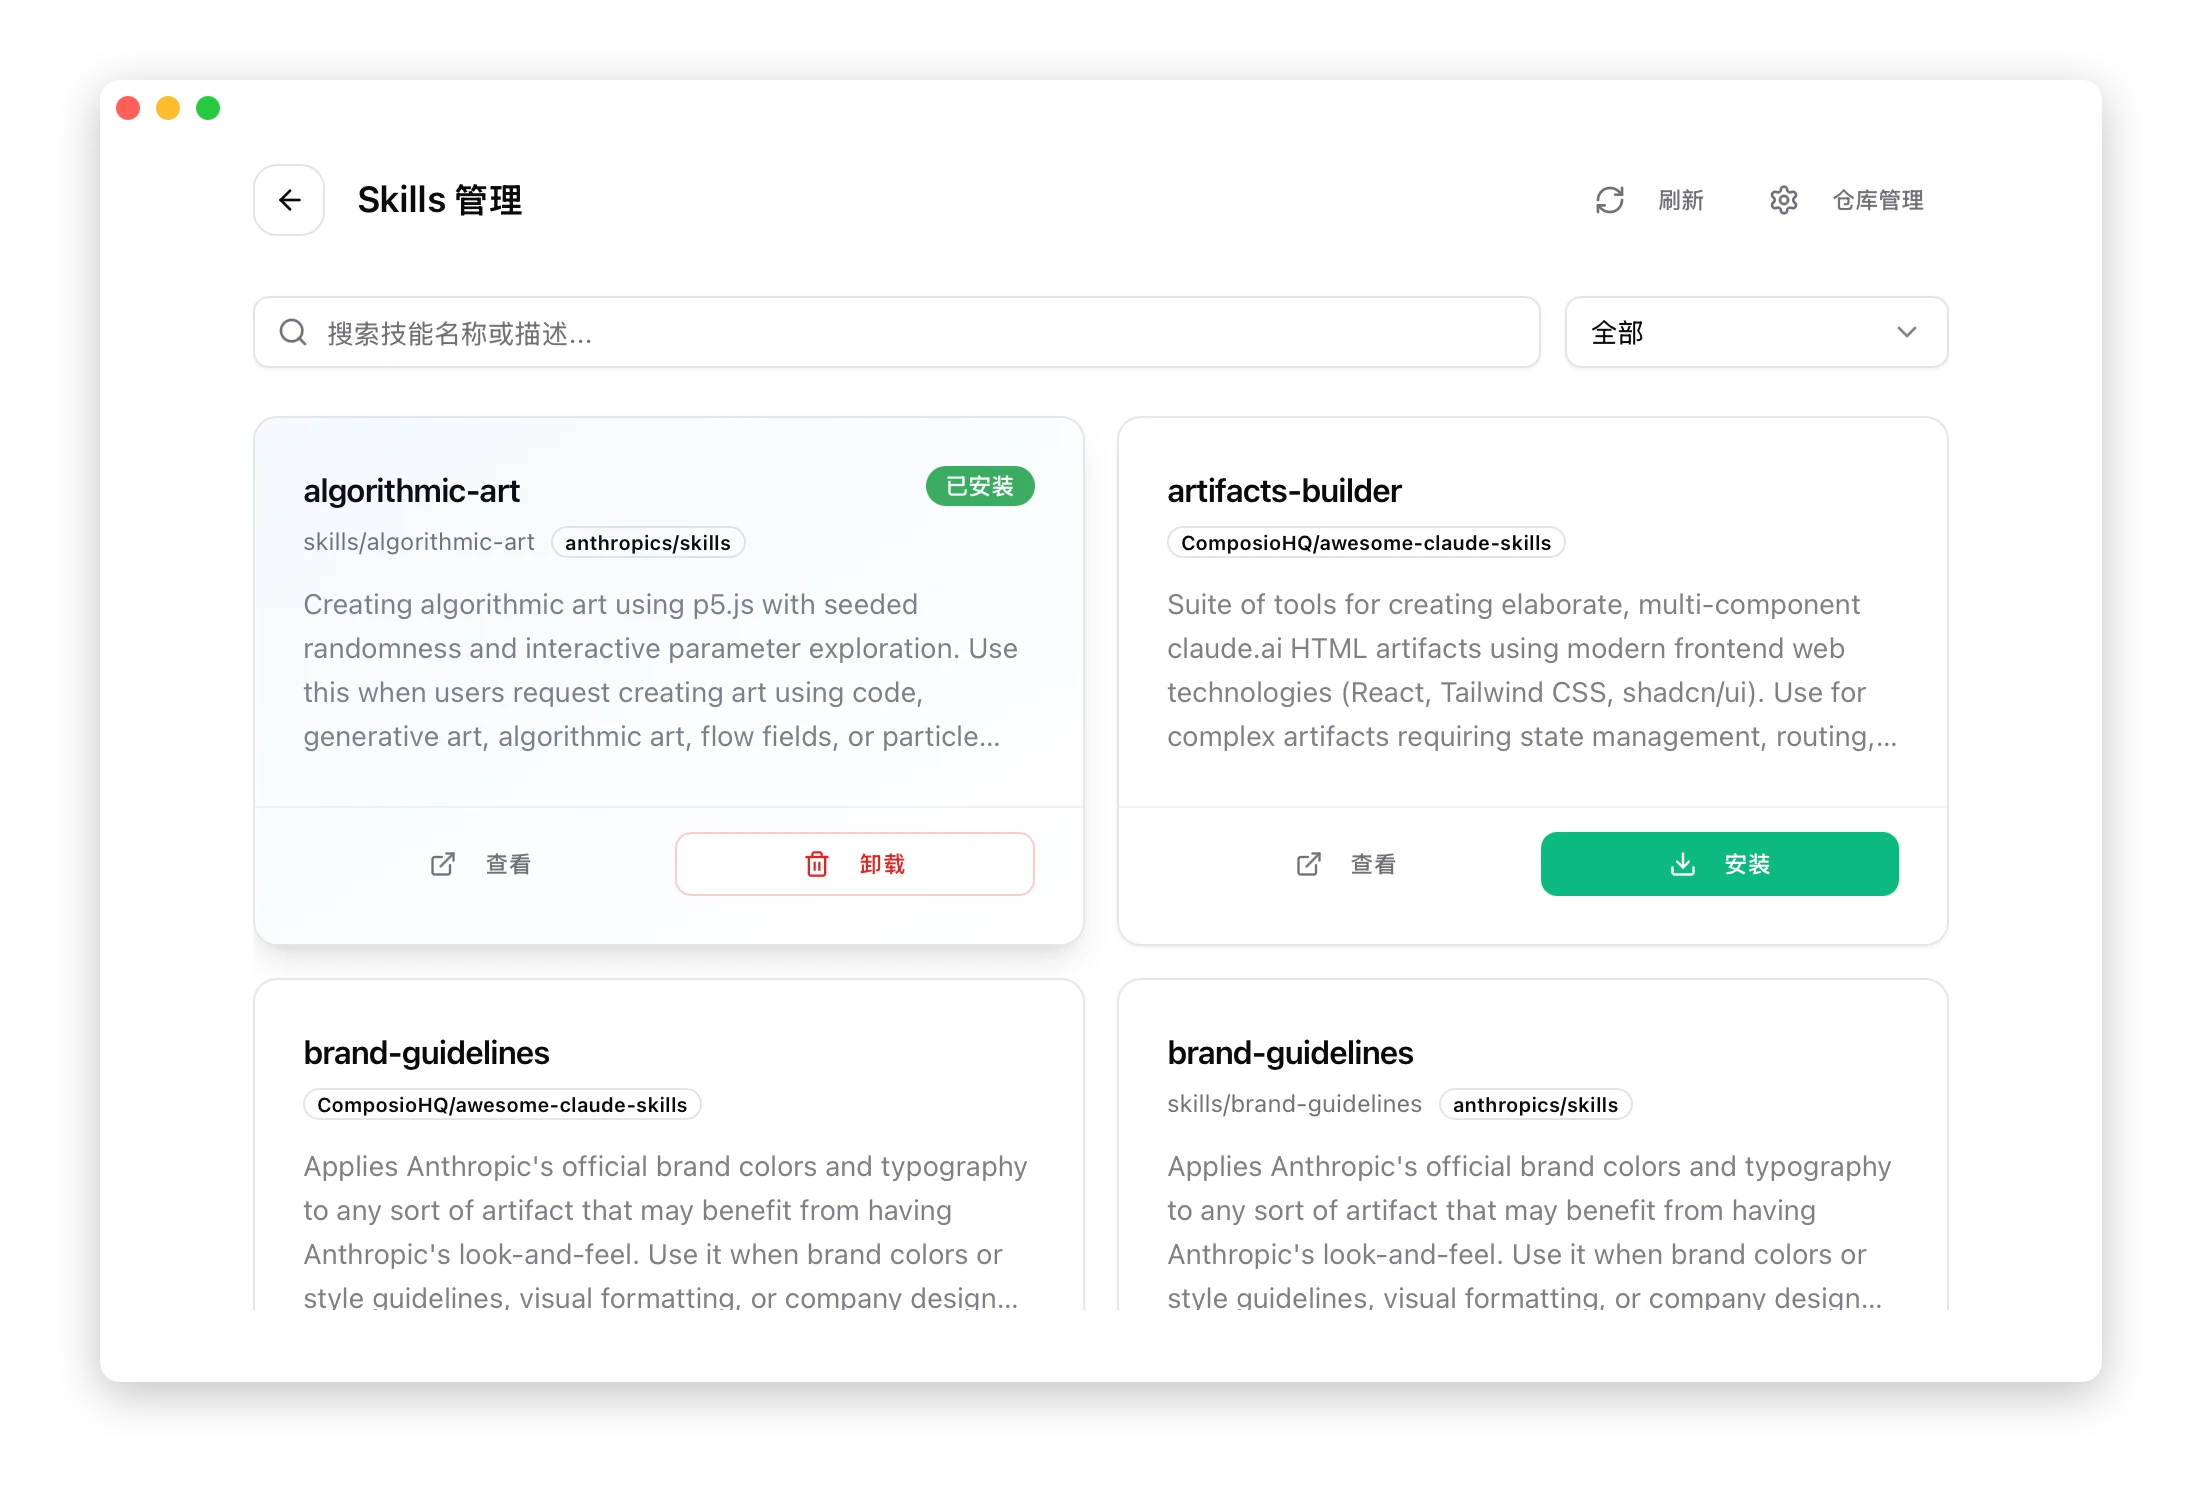 Skills 管理
刷新
仓库管理
搜索技能名称或描述...
全部
algorithmic-art
已安装
skills/algorithmic-art
anthropics/skills
Creating algorithmic art using p5.js with seeded
randomness and interactive parameter exploration. Use
this when users request creating art using code,
generative art, algorithmic art, flow fields, or particle...
查看
卸载
artifacts-builder
ComposioHQ/awesome-claude-skills
Suite of tools for creating elaborate, multi-component
claude.ai HTML artifacts using modern frontend web
technologies (React, Tailwind CSS, shadcn/ui). Use for
complex artifacts requiring state management, routing,...
查看
安装
brand-guidelines
ComposioHQ/awesome-claude-skills
Applies Anthropic's official brand colors and typography
to any sort of artifact that may benefit from having
Anthropic's look-and-feel. Use it when brand colors or
style guidelines, visual formatting, or company design...
brand-guidelines
skills/brand-guidelines
anthropics/skills
Applies Anthropic's official brand colors and typography
to any sort of artifact that may benefit from having
Anthropic's look-and-feel. Use it when brand colors or
style guidelines, visual formatting, or company design...